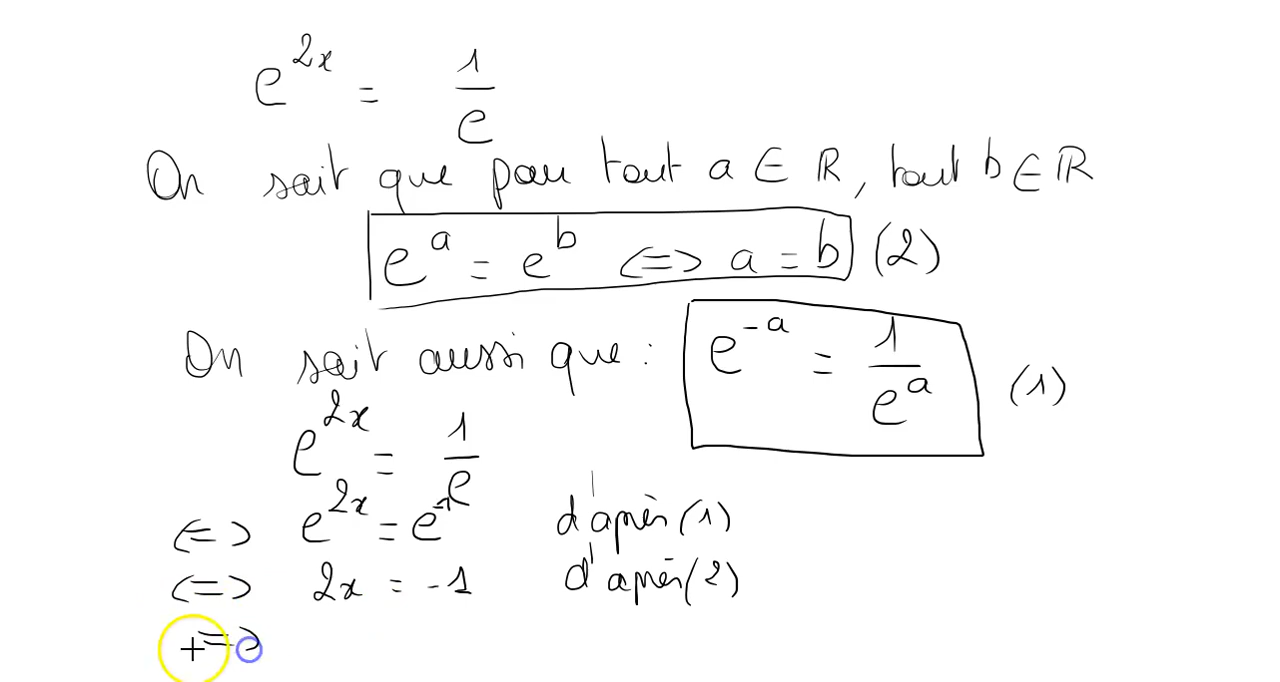 e^{2x} = 1/e
On sait que pour tout a ∈ ℝ, tout b ∈ ℝ
e^a = e^b <=> a = b (2)
On sait aussi que : e^{-a} = 1/e^a (1)
e^{2x} = 1/e
<=> e^{2x} = e^{-1} d'après (1)
<=> 2x = -1 d'après (2)
<=>